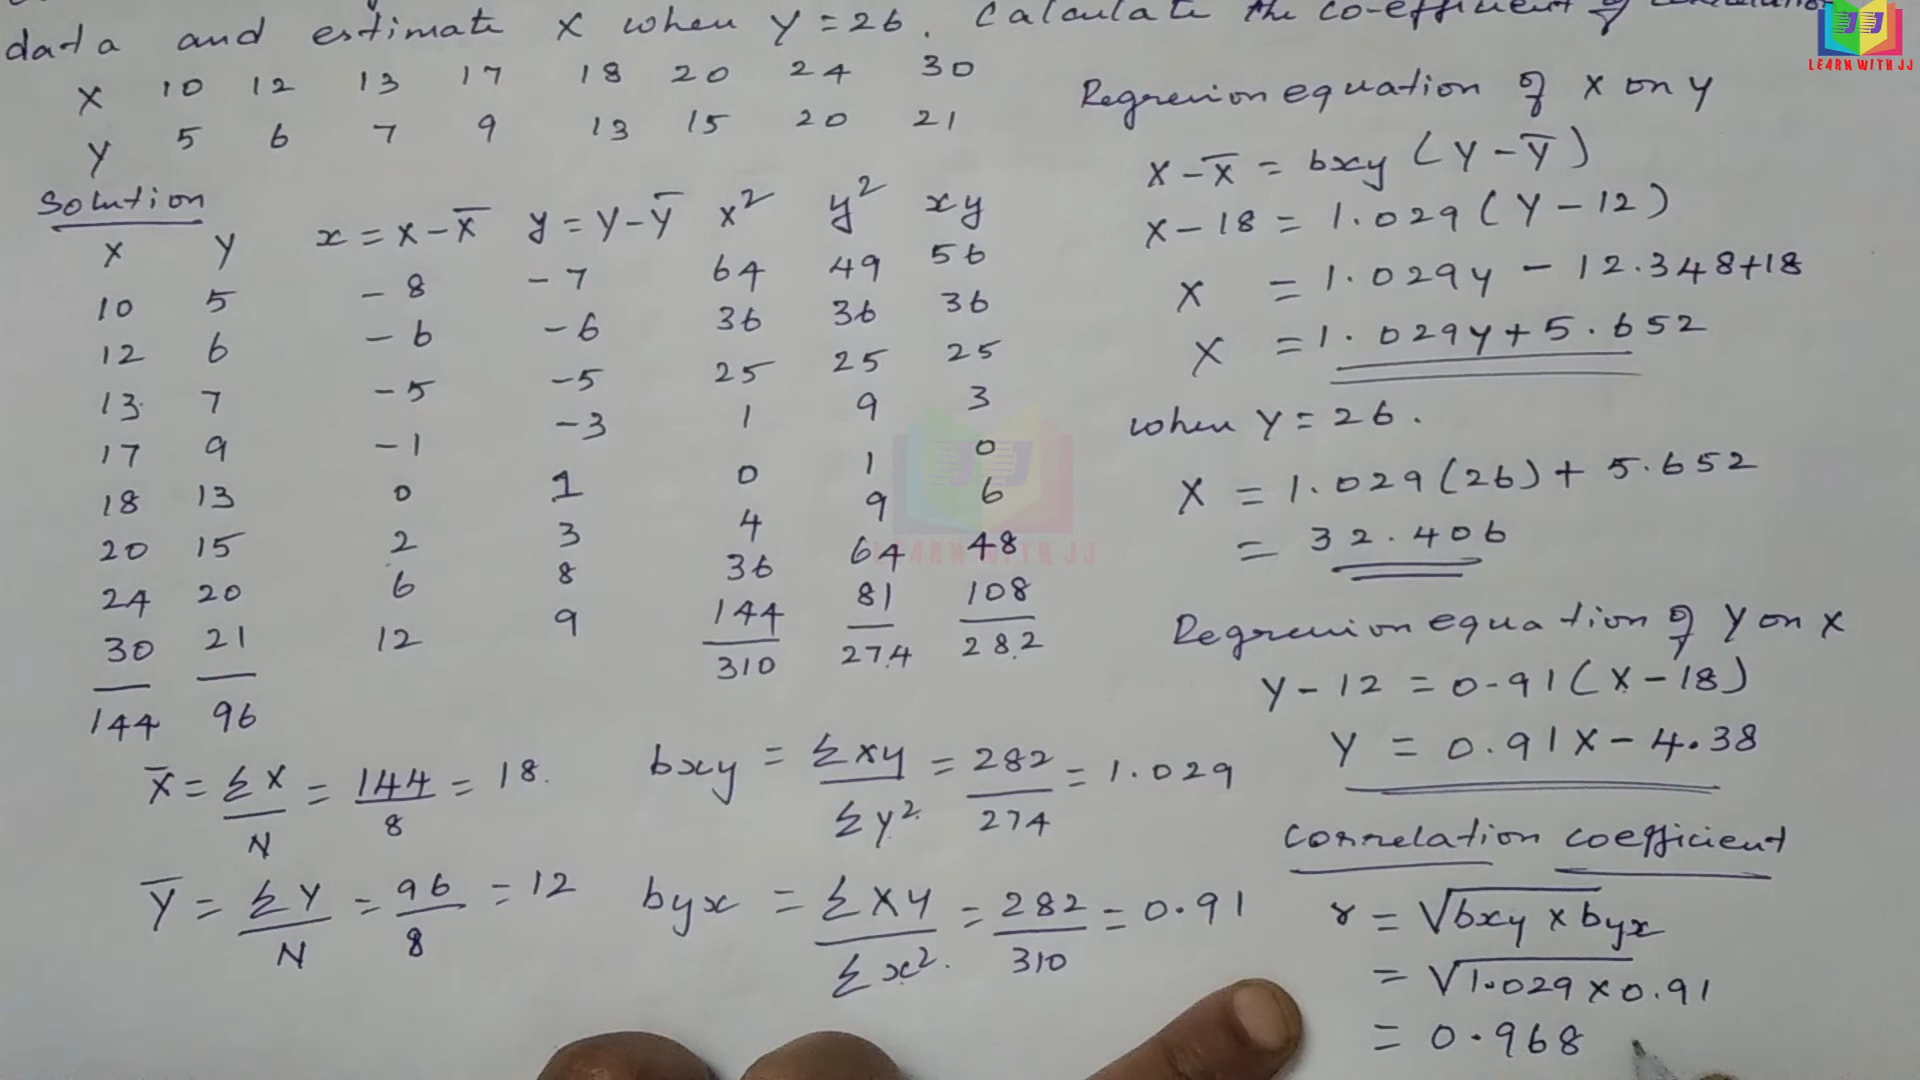 data and estimate X when Y = 26. Calculate the co-efficient of correlation
X 10 12 13 17 18 20 24 30
Y 5 6 7 9 13 15 20 21
Solution
X Y x = X - X̅ y = Y - Y̅ x² y² xy
10 5 -8 -7 64 49 56
12 6 -6 -6 36 36 36
13 7 -5 -5 25 25 25
17 9 -1 -3 1 9 3
18 13 0 1 0 1 0
20 15 2 3 4 9 6
24 20 6 8 36 64 48
30 21 12 9 144 81 108
144 96 310 274 282
X̅ = ΣX/N = 144/8 = 18.
Y̅ = ΣY/N = 96/8 = 12
bxy = Σxy/Σy² = 282/274 = 1.029
byx = Σxy/Σx² = 282/310 = 0.91
Regression equation of X on Y
X - X̅ = bxy (Y - Y̅)
X - 18 = 1.029 (Y - 12)
X = 1.029y - 12.348 + 18
X = 1.029y + 5.652
when Y = 26.
X = 1.029(26) + 5.652
= 32.406
Regression equation of Y on X
Y - 12 = 0.91 (X - 18)
Y = 0.91X - 4.38
Correlation coefficient
r = √bxy × byx
= √1.029 × 0.91
= 0.968
LEARN WITH JJ
LEARN WITH JJ